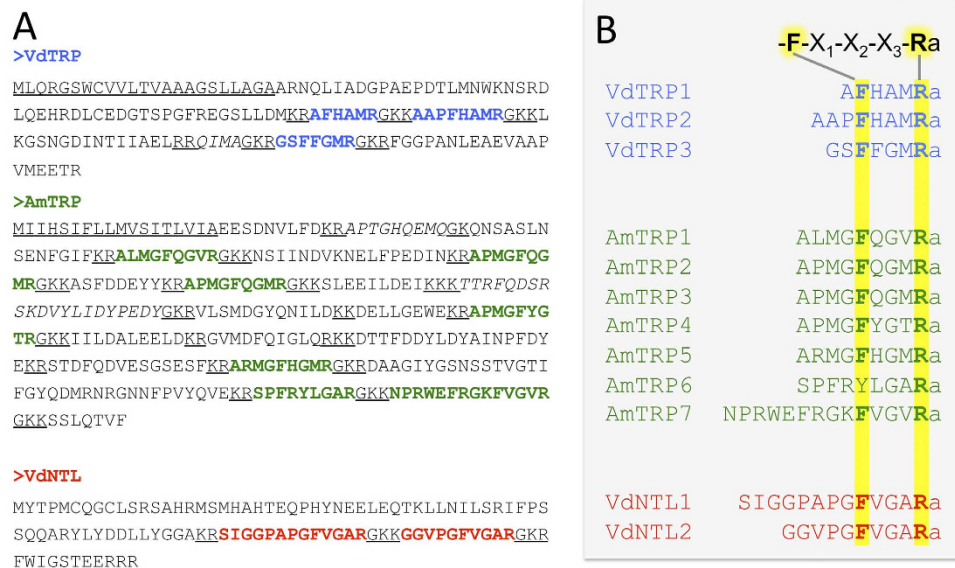 A
>VdTRP
MLQRGSWCVVLTVAAAGSLLAGAARNQLIADGPAEPDTLMNWKNSRD
LQEHRDLCEDGTSPGFREGSLLDMKRAFHAMRGKKAAPFHAMRGKKL
KGSNGDINTIIAELRRQIMAGKRGSFFGMRGKRFGGPANLEAEVAAP
VMEETR
>AmTRP
MIIHSIFLLMVSITLVIAEESDNVLFDKRAPTGHQEMQGKQNSASLN
SENFGIFKRALMGFQGVRGKKNSIINDVKNELFPEDINKRAPMGFQG
MRGKKASFDDEYYKRAPMGFQGMRGKKSLEEILDEIKKKTTRFQDSR
SKDVYLIDYPEDYGKRVLSMDGYQNILDKKDELLGEWEKRAPMGFYG
TRGKKIILDALEELDKRGVMDFQIGLQRKKDTTFDDYLDYAINPFDY
EKRSTDFQDVESGSESFKRARMGFHGMRGKRDAAGIYGSNSSTVGTI
FGYQDMRNRGNNFPVYQVEKRSPFRYLGARGKKNPRWEFRGKFVGVR
GKKSSLQTVF
>VdNTL
MYTPMCQGCLSRSAHRMSMHAHTEQPHYNEELEQTKLLNILSRIFPS
SQQARYLYDDLLYGGAKRSIGGPAPGFVGARGKKGGVPGFVGARGKR
FWIGSTEERRR
B
-F-X1-X2-X3-Ra
VdTRP1 AFHAMRa
VdTRP2 AAPFHAMRa
VdTRP3 GSFFGMRa
AmTRP1 ALMGFQGVRa
AmTRP2 APMGFQGMRa
AmTRP3 APMGFQGMRa
AmTRP4 APMGFYGTRa
AmTRP5 ARMGFHGMRa
AmTRP6 SPFRYLGARa
AmTRP7 NPRWEFRGKFVGVRa
VdNTL1 SIGGPAPGFVGARa
VdNTL2 GGVPGFVGARa